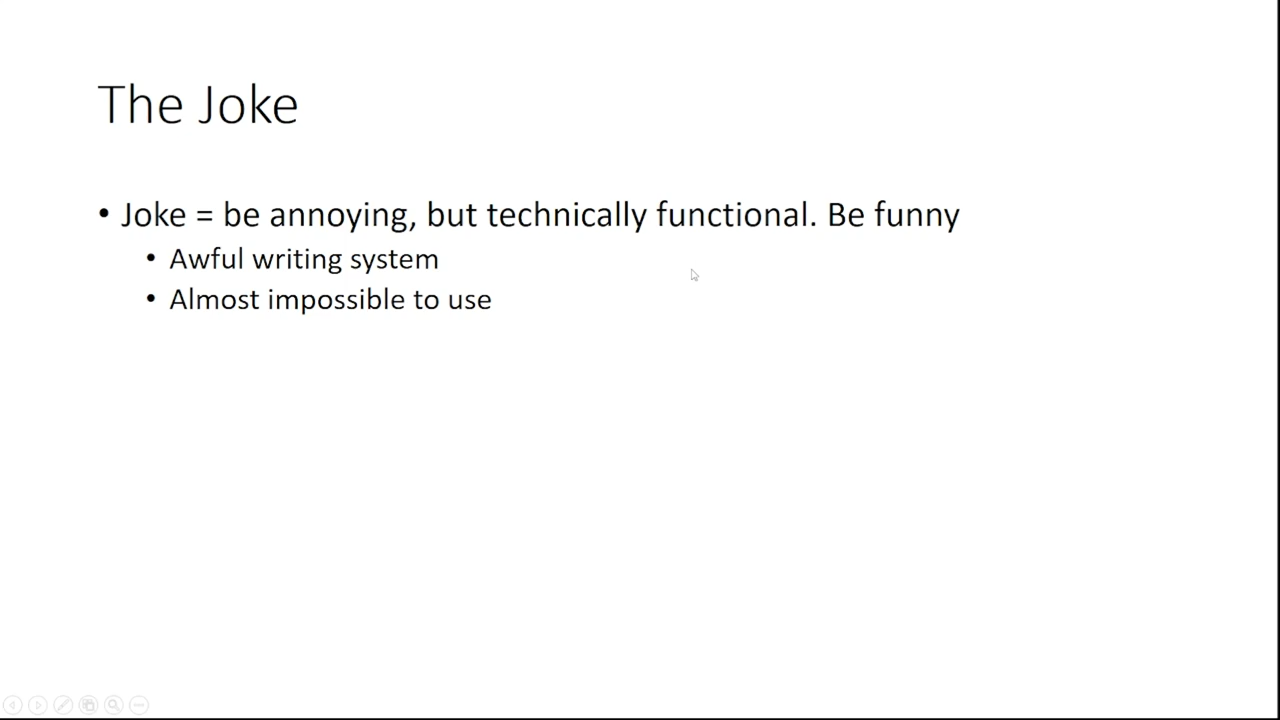 The Joke
• Joke = be annoying, but technically functional. Be funny
• Awful writing system
• Almost impossible to use